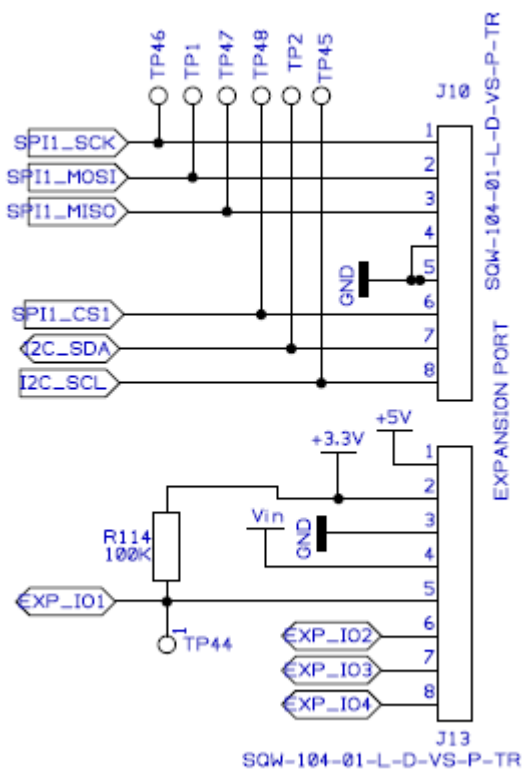 TP46
TP1
TP47
TP48
TP2
TP45
J10
SQW-104-01-L-D-VS-P-TR
SPI1_SCK
1
SPI1_MOSI
2
SPI1_MISO
3
4
GND
5
SPI1_CS1
6
I2C_SDA
7
I2C_SCL
8
EXPANSION PORT
+5V
+3.3V
1
2
Vin
GND
3
R114
100K
4
EXP_IO1
5
1
TP44
EXP_IO2
6
EXP_IO3
7
EXP_IO4
8
J13
SQW-104-01-L-D-VS-P-TR